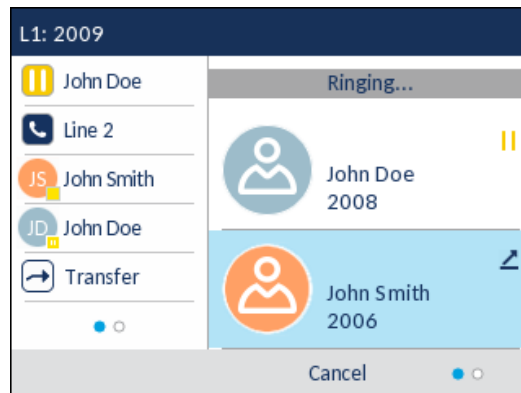 L1: 2009
John Doe
Line 2
JS John Smith
JD John Doe
Transfer
Ringing...
John Doe
2008
John Smith
2006
Cancel